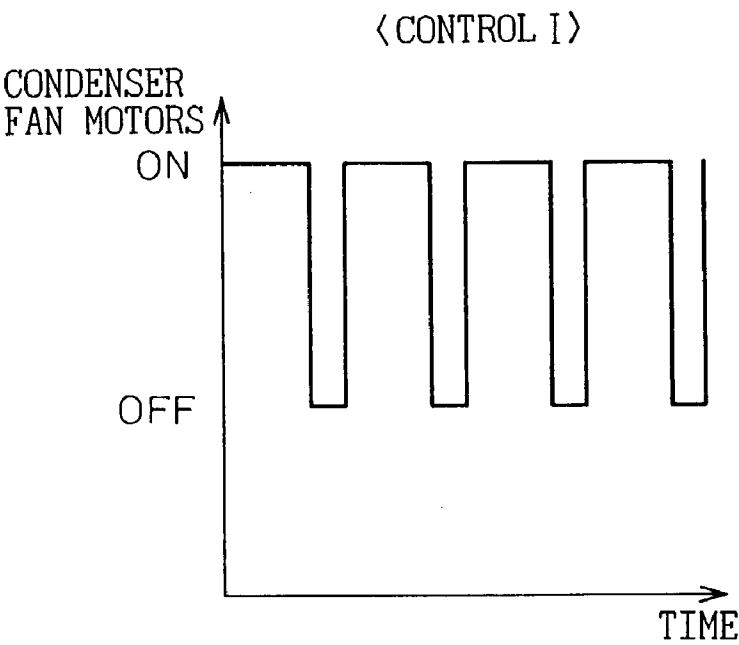 〈CONTROL I〉
CONDENSER
FAN MOTORS
ON
OFF
TIME